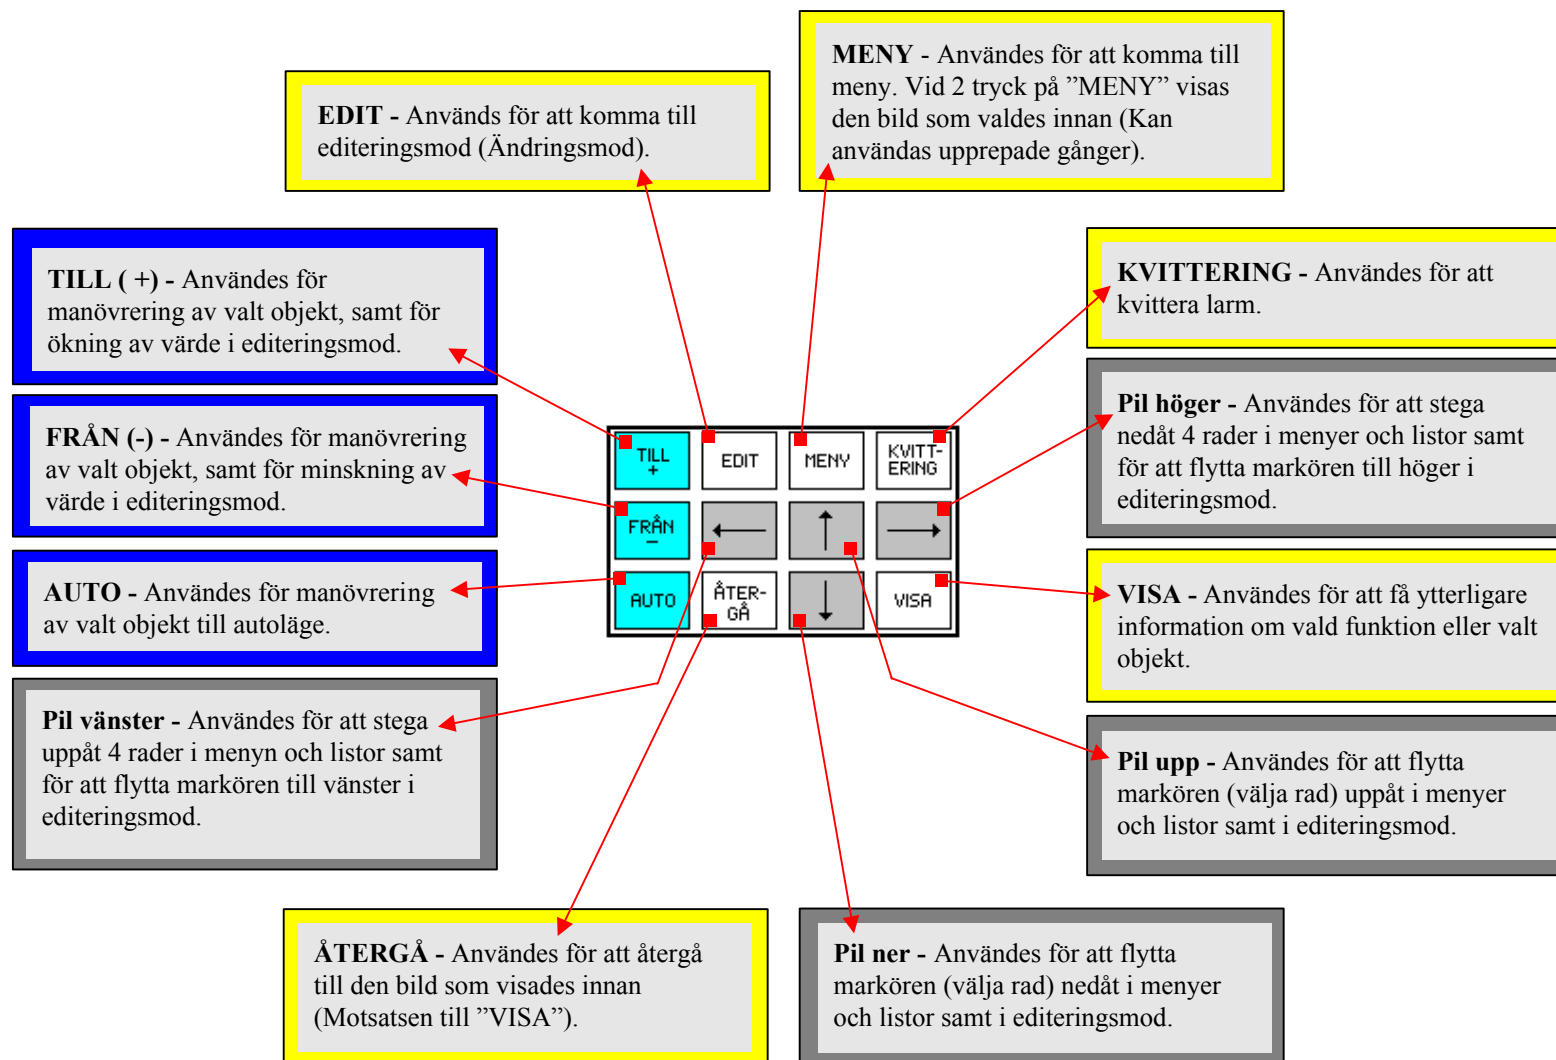 MENY - Användes för att komma till
meny. Vid 2 tryck på ”MENY” visas
den bild som valdes innan (Kan
användas upprepade gånger).
EDIT - Används för att komma till
editeringsmod (Ändringsmod).
TILL ( +) - Användes för
manövrering av valt objekt, samt för
ökning av värde i editeringsmod.
KVITTERING - Användes för att
kvittera larm.
FRÅN (-) - Användes för manövrering
av valt objekt, samt för minskning av
värde i editeringsmod.
Pil höger - Användes för att stega
nedåt 4 rader i menyer och listor samt
för att flytta markören till höger i
editeringsmod.
TILL
+
EDIT
MENY
KVITT-
ERING
FRÅN
-
AUTO
ÅTER-
GÅ
VISA
AUTO - Användes för manövrering
av valt objekt till autoläge.
VISA - Användes för att få ytterligare
information om vald funktion eller valt
objekt.
Pil vänster - Användes för att stega
uppåt 4 rader i menyn och listor samt
för att flytta markören till vänster i
editeringsmod.
Pil upp - Användes för att flytta
markören (välja rad) uppåt i menyer
och listor samt i editeringsmod.
ÅTERGÅ - Användes för att återgå
till den bild som visades innan
(Motsatsen till ”VISA”).
Pil ner - Användes för att flytta
markören (välja rad) nedåt i menyer
och listor samt i editeringsmod.